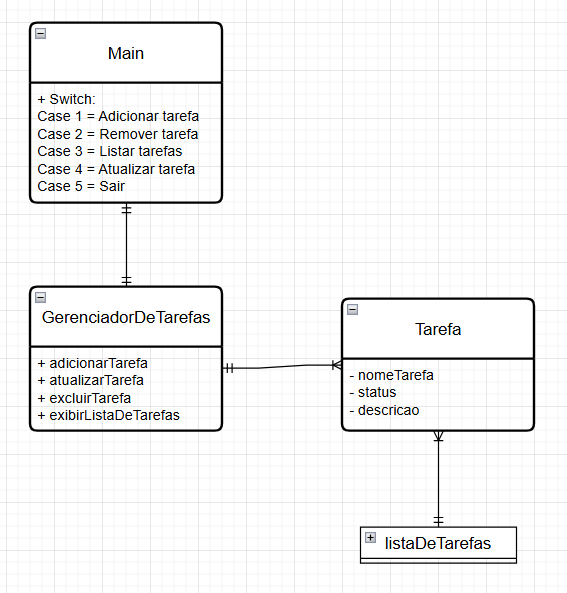 Main
+ Switch:
Case 1 = Adicionar tarefa
Case 2 = Remover tarefa
Case 3 = Listar tarefas
Case 4 = Atualizar tarefa
Case 5 = Sair
GerenciadorDeTarefas
+ adicionarTarefa
+ atualizarTarefa
+ excluirTarefa
+ exibirListaDeTarefas
Tarefa
- nomeTarefa
- status
- descricao
listaDeTarefas